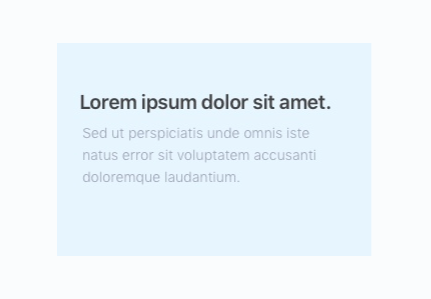 Lorem ipsum dolor sit amet.
Sed ut perspiciatis unde omnis iste
natus error sit voluptatem accusanti
doloremque laudantium.